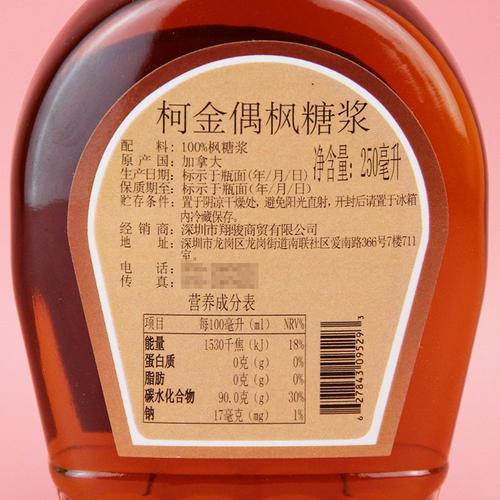 柯金偶枫糖浆
配 料：100%枫糖浆
原 产 国：加拿大
净含量：250毫升
生产日期：标示于瓶面(年/月/日)
保质期至：标示于瓶面(年/月/日)
贮存条件：置于阴凉干燥处，避免阳光直射，开封后请置于冰箱
内冷藏保存。
经 销 商：深圳市翔骏商贸有限公司
地 址：深圳市龙岗区龙岗街道南联社区爱南路366号7楼711
室。
电 话：
传 真：
营养成分表
项目 每100毫升（ml） NRV%
能量 1530千焦（kJ） 18%
蛋白质 0克（g） 0%
脂肪 0克（g） 0%
碳水化合物 90.0克（g） 30%
钠 17毫克（mg） 1%
6 27843 09529 3